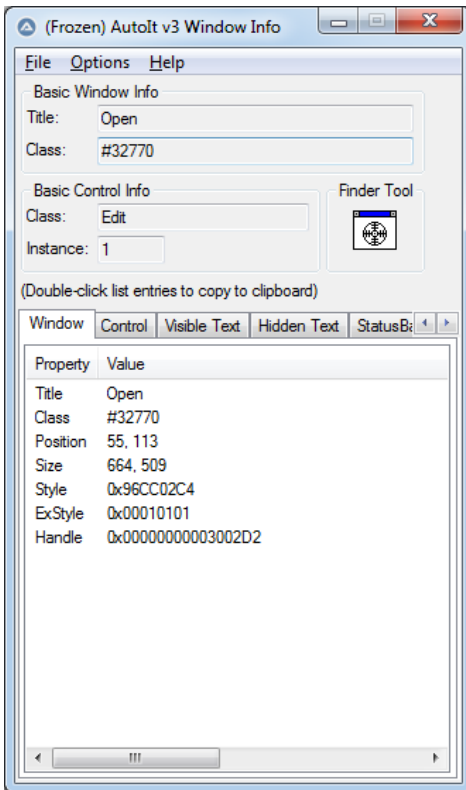 (Frozen) AutoIt v3 Window Info
File Options Help
Basic Window Info
Title: Open
Class: #32770
Basic Control Info
Finder Tool
Class: Edit
Instance: 1
(Double-click list entries to copy to clipboard)
Window Control Visible Text Hidden Text StatusBa
Property Value
Title Open
Class #32770
Position 55, 113
Size 664, 509
Style 0x96CC02C4
ExStyle 0x00010101
Handle 0x00000000003002D2